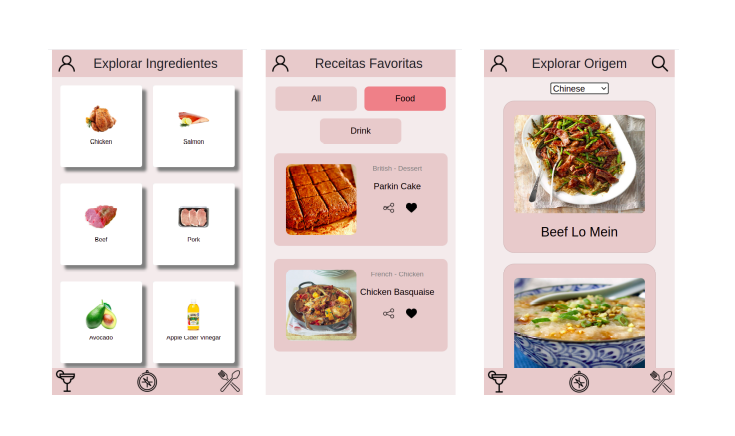 Explorar Ingredientes
Chicken
Salmon
Beef
Pork
Avocado
Apple Cider Vinegar
Receitas Favoritas
All
Food
Drink
British - Dessert
Parkin Cake
French - Chicken
Chicken Basquaise
Explorar Origem
Chinese
Beef Lo Mein